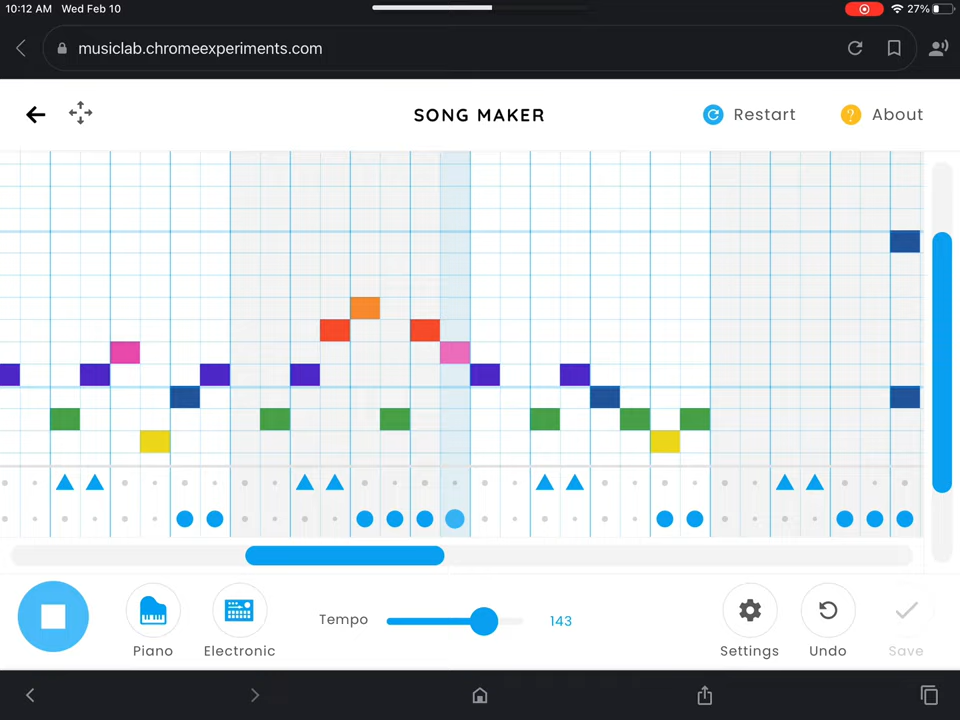 10:12 AM Wed Feb 10 27%
musiclab.chromeexperiments.com
SONG MAKER Restart ? About
Tempo 143
Piano Electronic Settings Undo Save